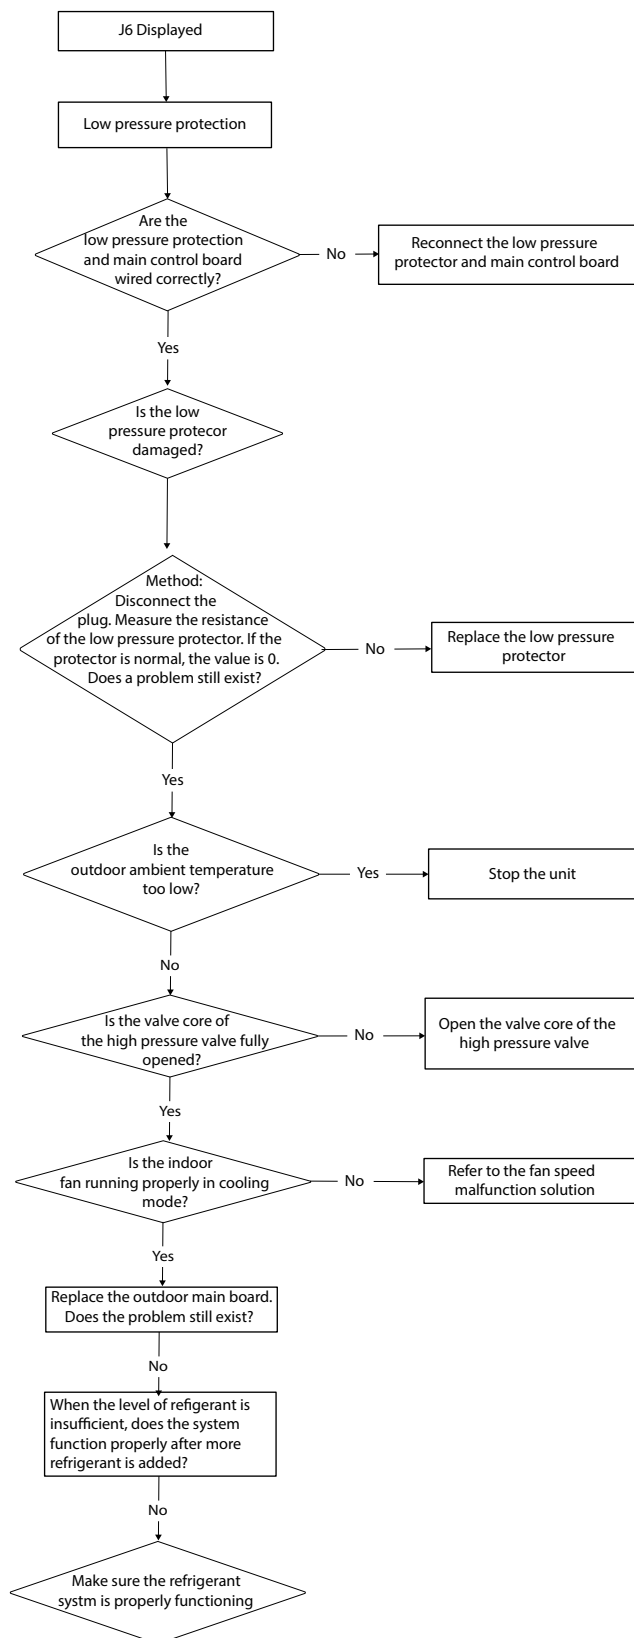 J6 Displayed
Low pressure protection
Are the
low pressure protection
and main control board
wired correctly?
No
Reconnect the low pressure
protector and main control board
Yes
Is the low
pressure protecor
damaged?
Method:
Disconnect the
plug. Measure the resistance
of the low pressure protector. If the
protector is normal, the value is 0.
Does a problem still exist?
No
Replace the low pressure
protector
Yes
Is the
outdoor ambient temperature
too low?
Yes
Stop the unit
No
Is the valve core of
the high pressure valve fully
opened?
No
Open the valve core of the
high pressure valve
Yes
Is the indoor
fan running properly in cooling
mode?
No
Refer to the fan speed
malfunction solution
Yes
Replace the outdoor main board.
Does the problem still exist?
No
When the level of refigerant is
insufficient, does the system
function properly after more
refrigerant is added?
No
Make sure the refrigerant
systm is properly functioning